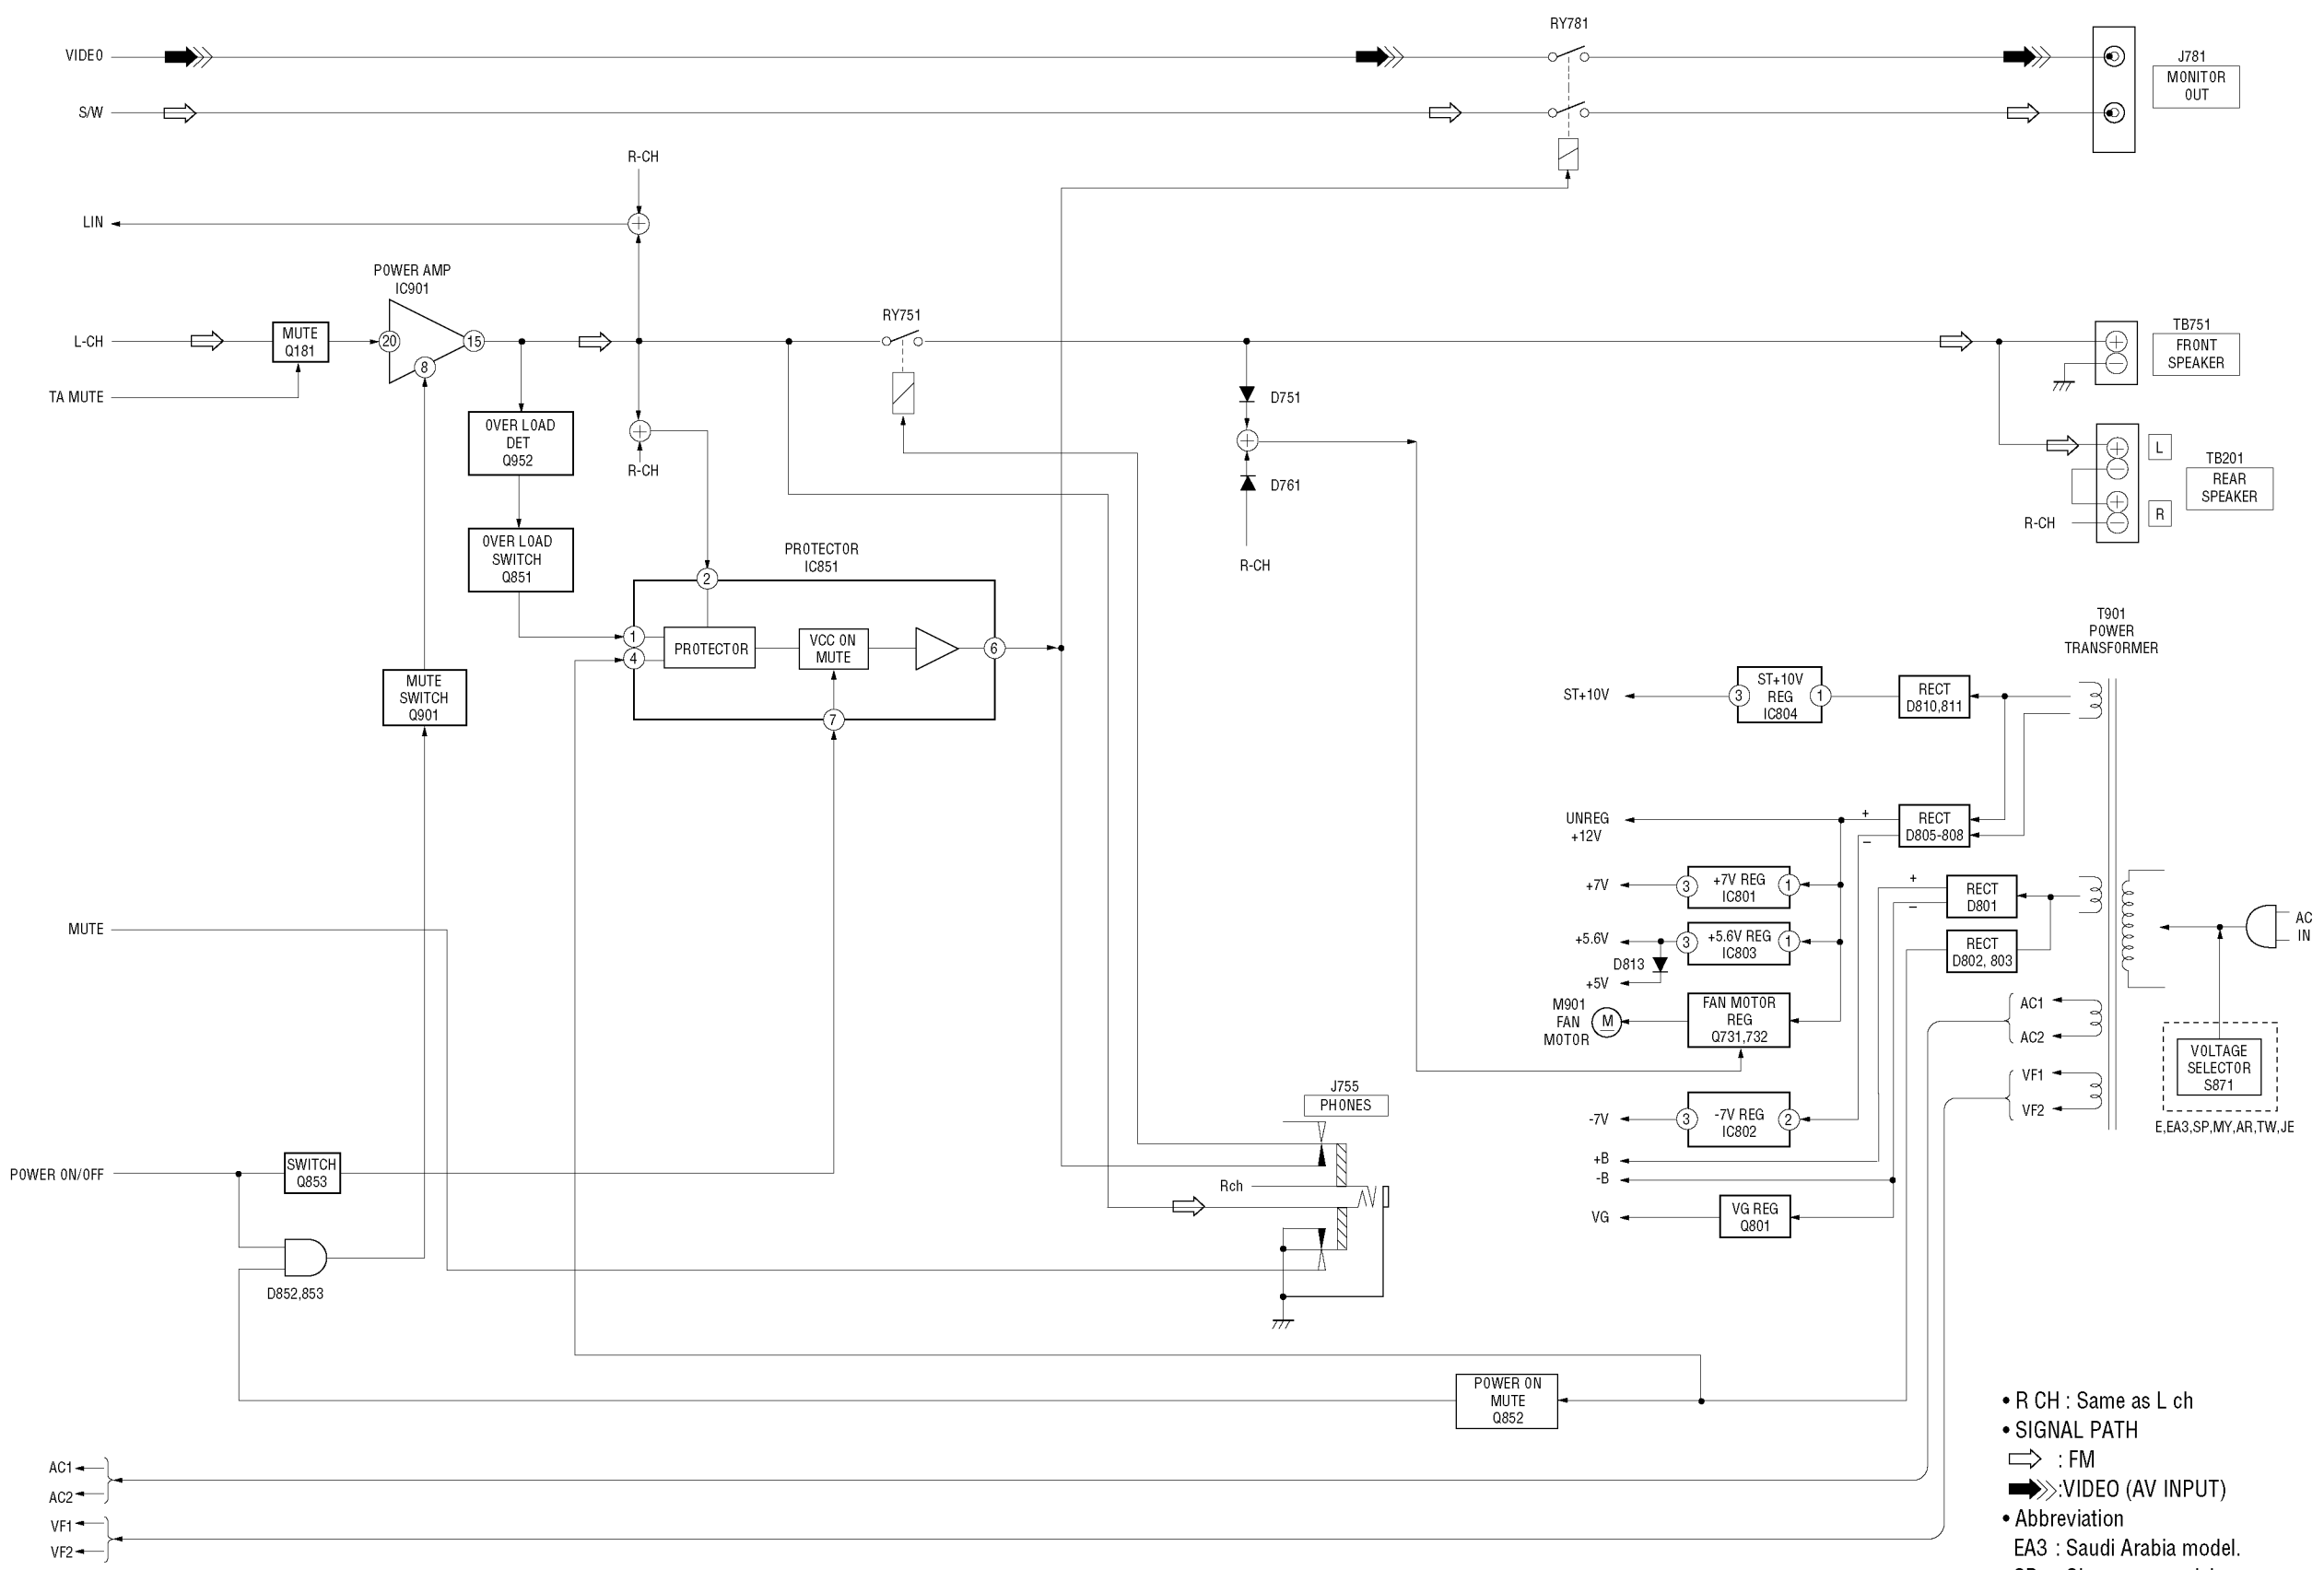 RY781
VIDEO
J781
MONITOR
OUT
S/W
R-CH
LIN
POWER AMP
IC901
RY751
TB751
FRONT
SPEAKER
L-CH
MUTE
Q181
20
15
8
+
−
TA MUTE
D751
OVER LOAD
DET
Q952
R-CH
D761
L
TB201
REAR
SPEAKER
R
R-CH
OVER LOAD
SWITCH
Q851
PROTECTOR
IC851
R-CH
2
1
4
PROTECTOR
VCC ON
MUTE
6
7
MUTE
SWITCH
Q901
T901
POWER
TRANSFORMER
ST+10V
3
ST+10V
REG
IC804
1
RECT
D810,811
UNREG
+12V
+
−
RECT
D805-808
+7V
3
+7V REG
IC801
1
+
−
RECT
D801
AC
IN
MUTE
+5.6V
3
+5.6V REG
IC803
1
RECT
D802, 803
D813
+5V
M901
FAN
MOTOR
M
FAN MOTOR
REG
Q731,732
AC1
AC2
VOLTAGE
SELECTOR
S871
VF1
VF2
E,EA3,SP,MY,AR,TW,JE
J755
PHONES
-7V
3
-7V REG
IC802
2
+B
-B
POWER ON/OFF
SWITCH
Q853
Rch
VG
VG REG
Q801
D852,853
POWER ON
MUTE
Q852
• R CH : Same as L ch
• SIGNAL PATH
: FM
:VIDEO (AV INPUT)
• Abbreviation
EA3 : Saudi Arabia model.
AC1
AC2
VF1
VF2